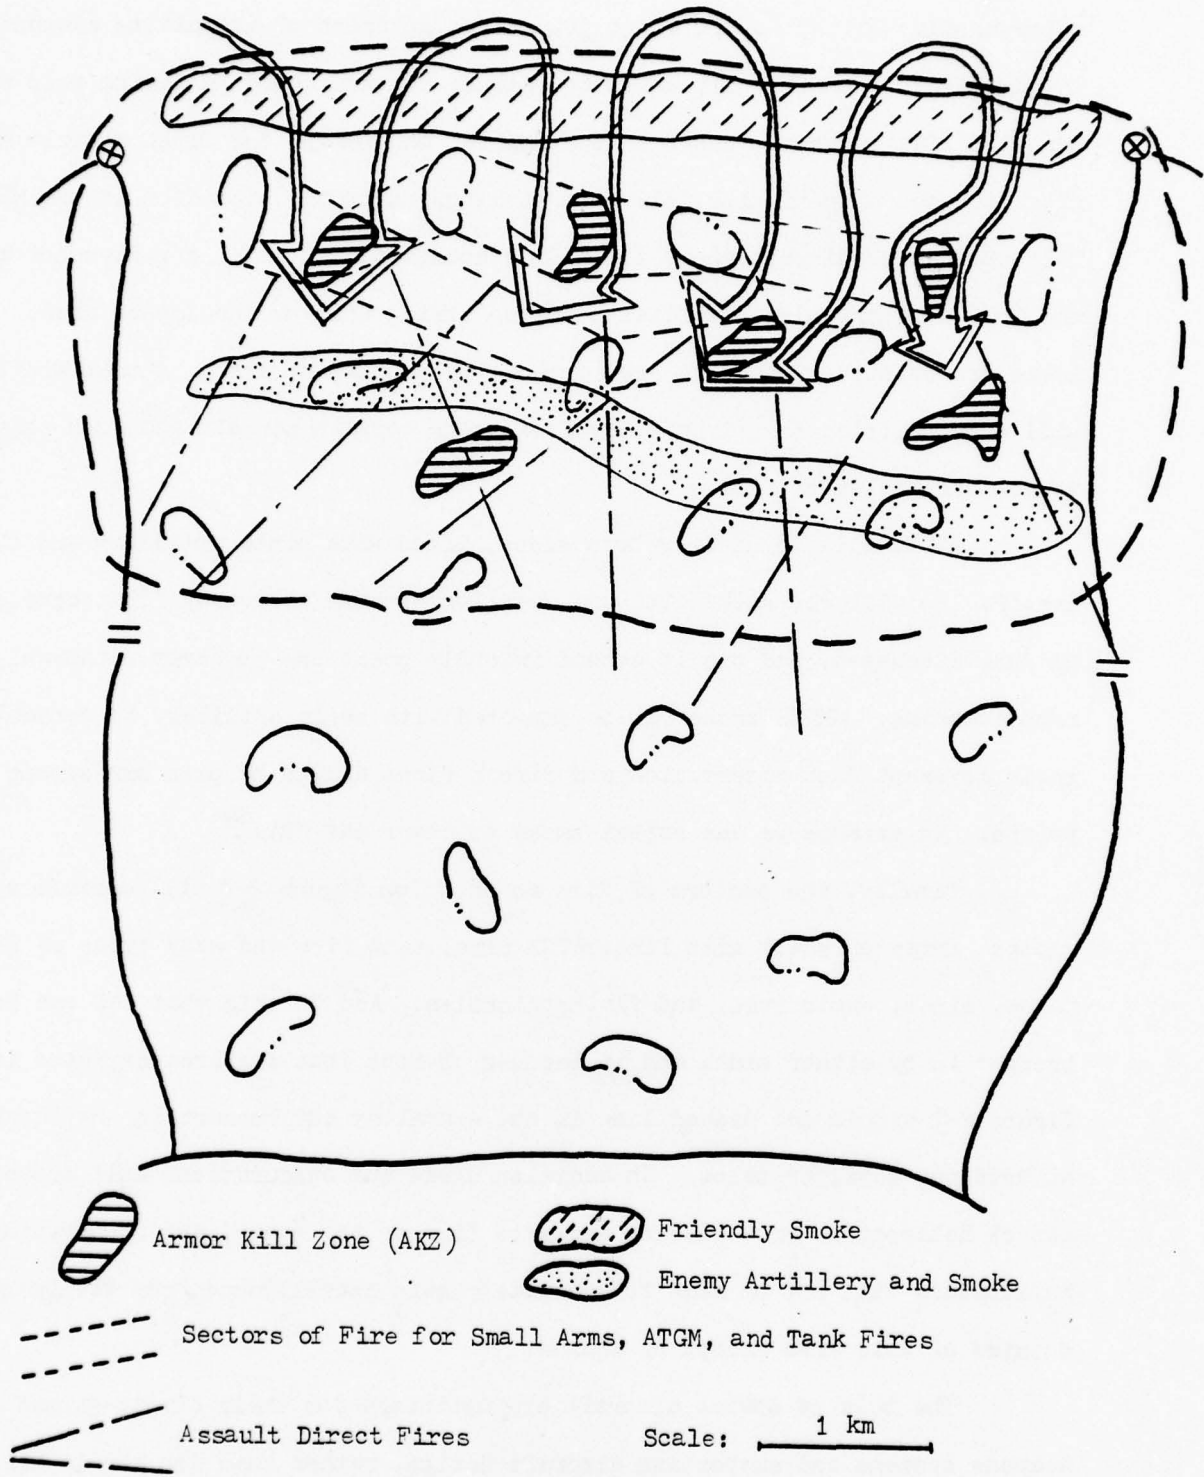 Armor Kill Zone (AKZ)
Friendly Smoke
Enemy Artillery and Smoke
Sectors of Fire for Small Arms, ATGM, and Tank Fires
Assault Direct Fires
Scale: 1 km